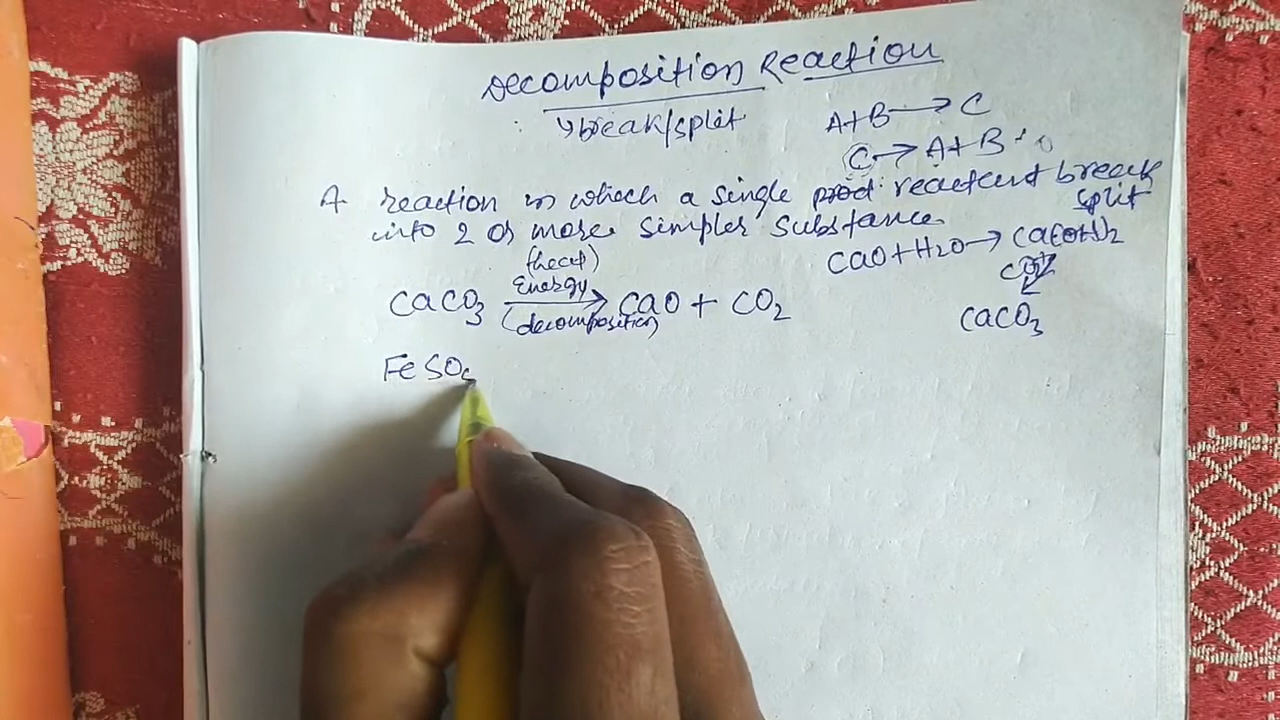 Decomposition Reaction
↳break/split
A+B ⟶ C
C → A+ B +
A reaction in which a single prod reactant break
split
into 2 or more simpler substance
CaO+H2O → Ca(OH)2
(heat)
Energy
CaCO3 ⟶ CaO + CO2
(decomposition)
CO2
CaCO3
FeSO